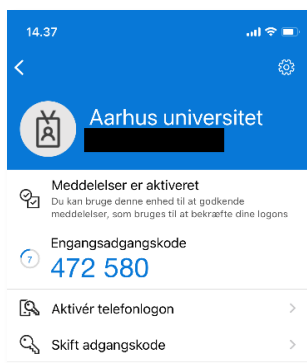 14.37
Aarhus universitet
Meddelelser er aktiveret
Du kan bruge denne enhed til at godkende
meddelelser, som bruges til at bekræfte dine logons
Engangsadgangskode
7
472 580
Aktivér telefonlogon
Skift adgangskode